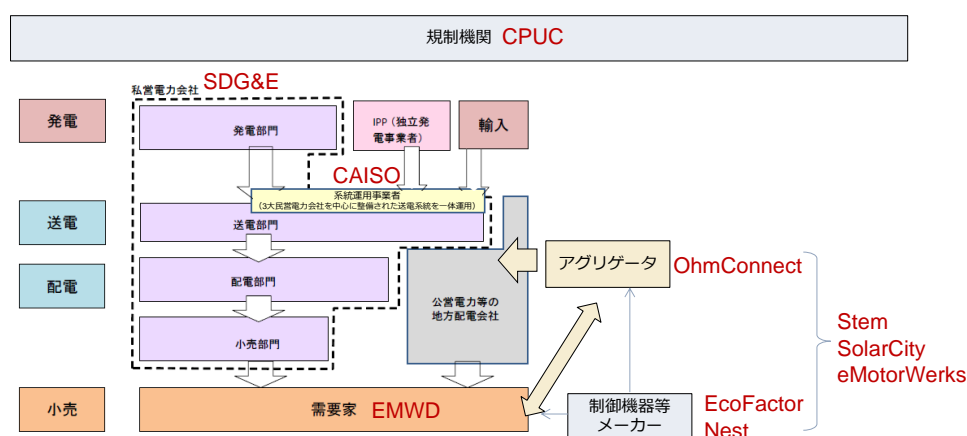 規制機関 CPUC
私営電力会社 SDG&E
発電
発電部門
IPP（独立発
電事業者）
輸入
CAISO
系統運用事業者
（3大民営電力会社を中心に整備された送電系統を一体運用）
送電
送電部門
アグリゲータ
OhmConnect
配電
配電部門
公営電力等の
地方配電会社
Stem
SolarCity
eMotorWerks
小売部門
小売
需要家 EMWD
制御機器等
メーカー
EcoFactor
Nest